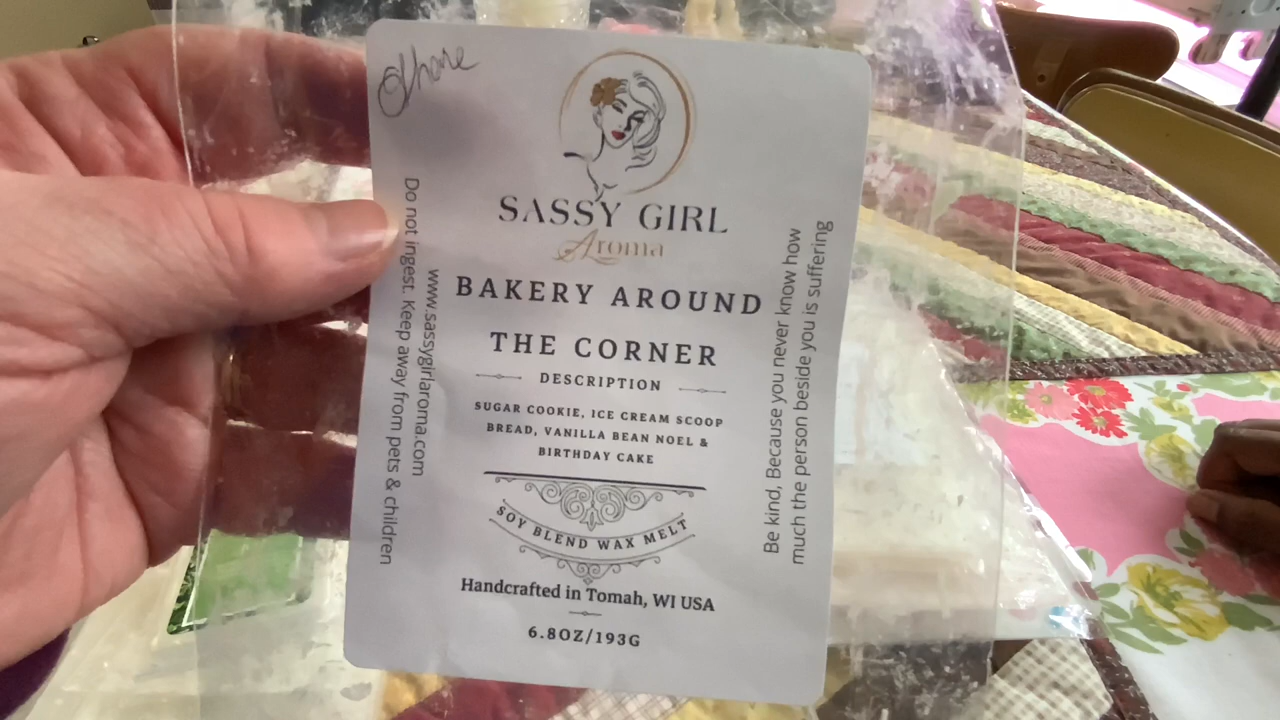 Share
SASSY GIRL
Aroma
BAKERY AROUND
THE CORNER
DESCRIPTION
SUGAR COOKIE, ICE CREAM SCOOP
BREAD, VANILLA BEAN NOEL &
BIRTHDAY CAKE
SOY BLEND WAX MELT
Handcrafted in Tomah, WI USA
6.8OZ/193G
Do not ingest. Keep away from pets & children
www.sassygirlaroma.com
Be kind, Because you never know how
much the person beside you is suffering